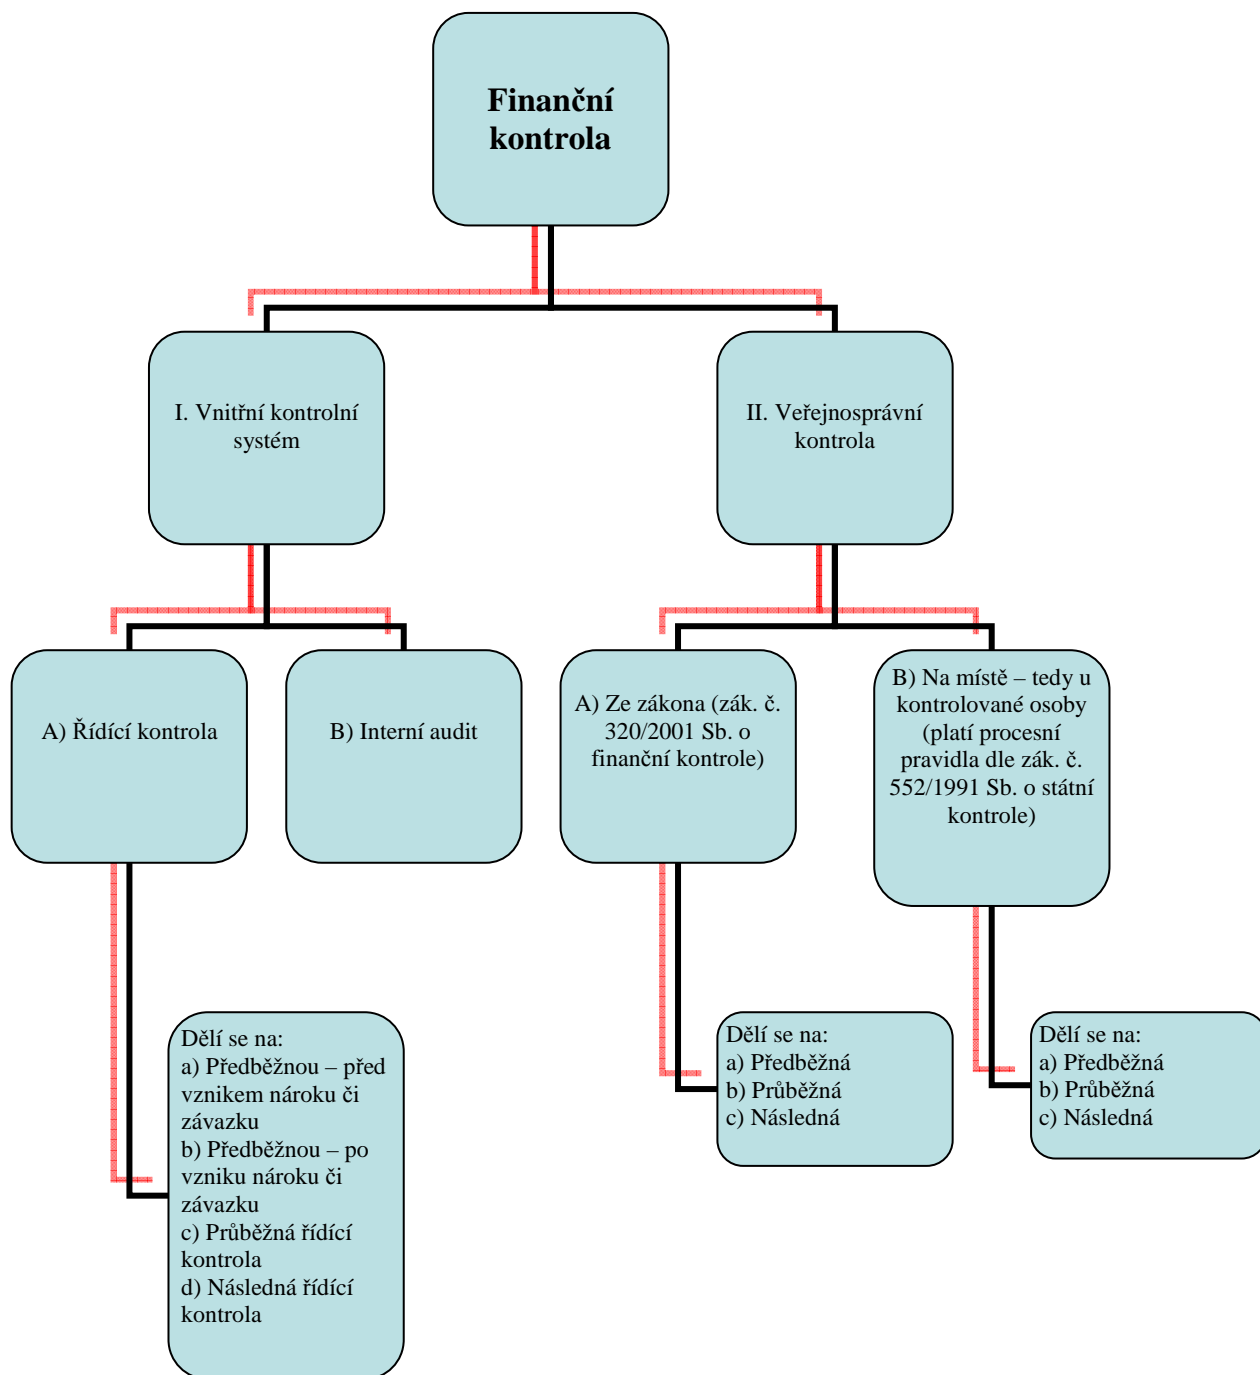 Finanční
kontrola
I. Vnitřní kontrolní
systém
II. Veřejnosprávní
kontrola
A) Řídící kontrola
B) Interní audit
A) Ze zákona (zák. č.
320/2001 Sb. o
finanční kontrole)
B) Na místě – tedy u
kontrolované osoby
(platí procesní
pravidla dle zák. č.
552/1991 Sb. o státní
kontrole)
Dělí se na:
a) Předběžnou – před
vznikem nároku či
závazku
b) Předběžnou – po
vzniku nároku či
závazku
c) Průběžná řídící
kontrola
d) Následná řídící
kontrola
Dělí se na:
a) Předběžná
b) Průběžná
c) Následná
Dělí se na:
a) Předběžná
b) Průběžná
c) Následná